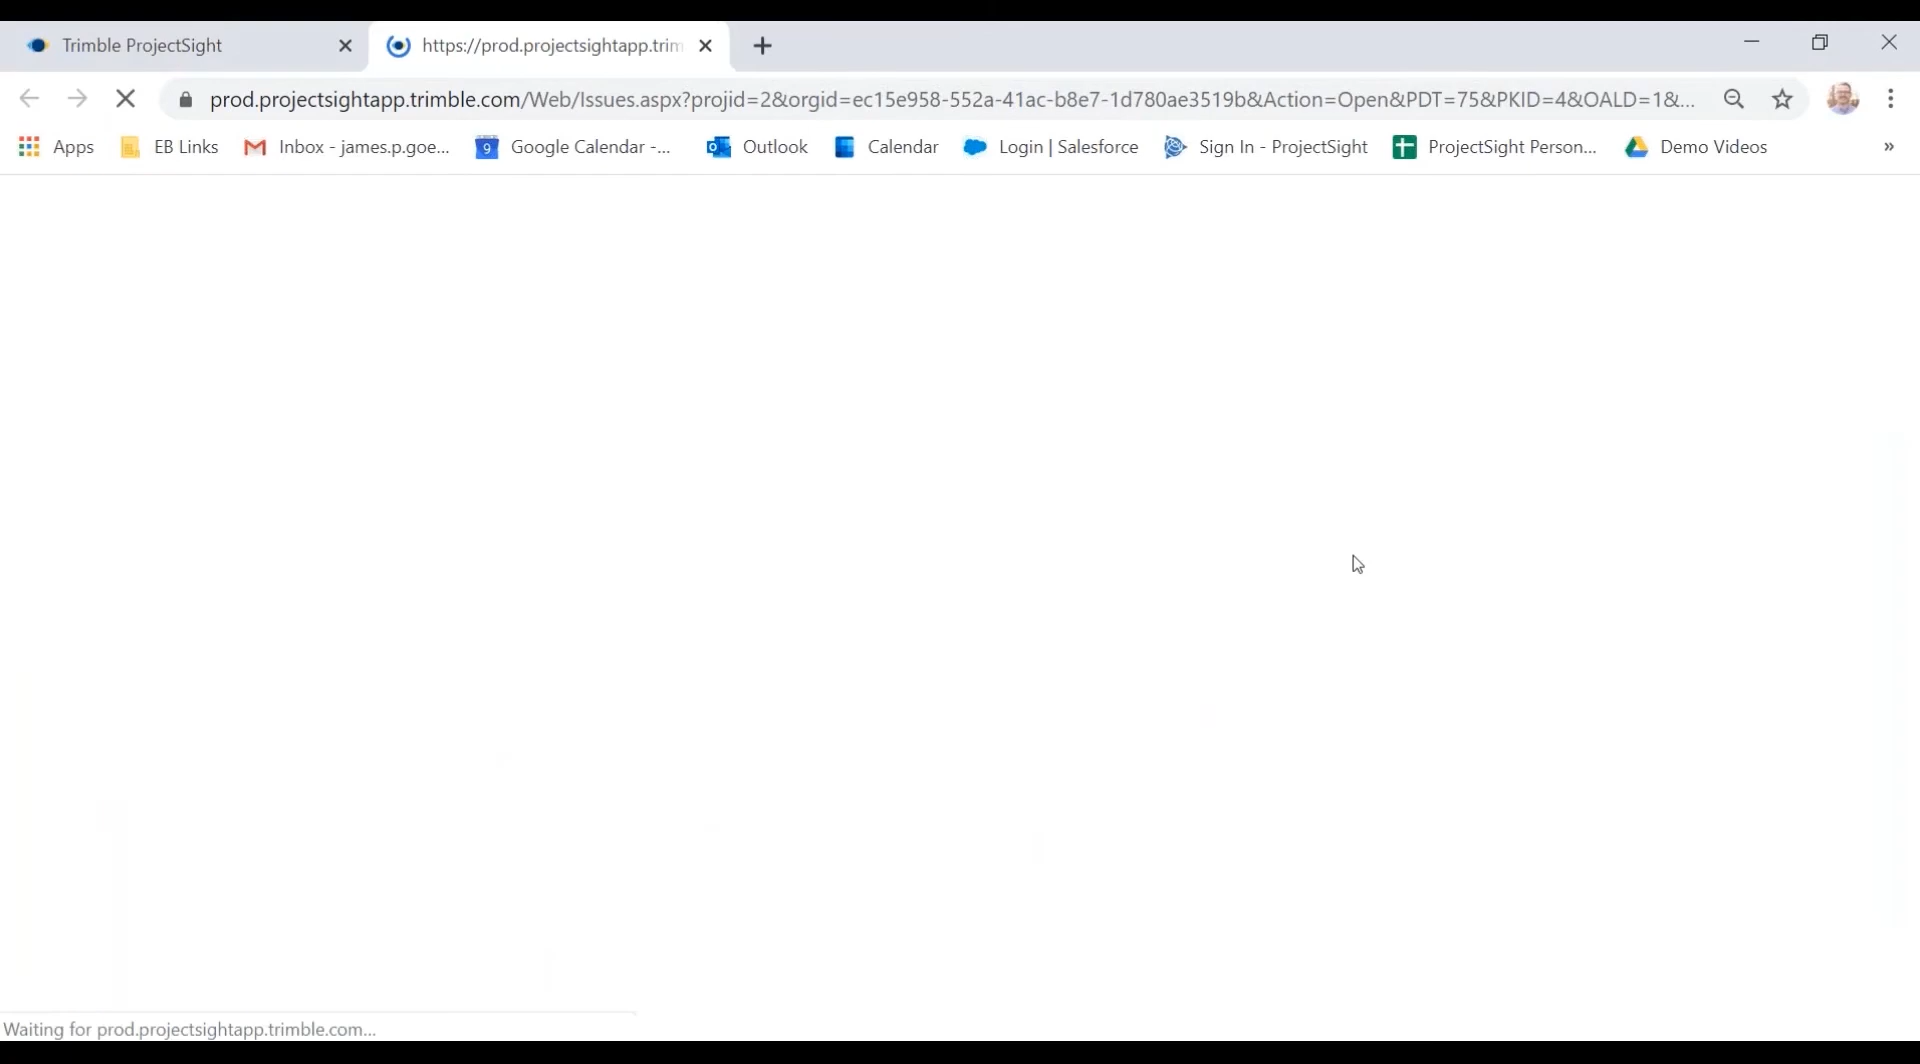 Trimble ProjectSight
https://prod.projectsightapp.trim
prod.projectsightapp.trimble.com/Web/Issues.aspx?projid=2&orgid=ec15e958-552a-41ac-b8e7-1d780ae3519b&Action=Open&PDT=75&PKID=4&OALD=1&...
Apps EB Links Inbox - james.p.goe... 9 Google Calendar -... Outlook Calendar Login | Salesforce Sign In - ProjectSight ProjectSight Person... Demo Videos »
Waiting for prod.projectsightapp.trimble.com...